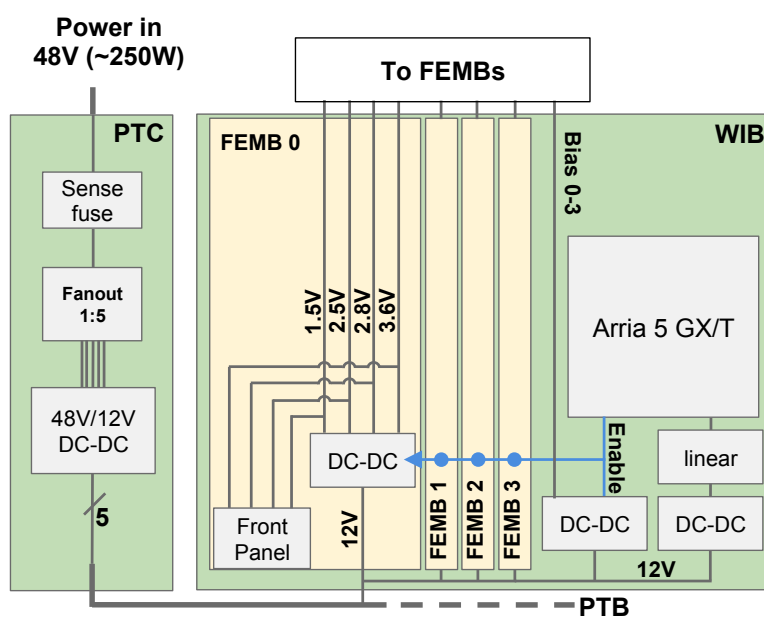 Power in
48V (~250W)
To FEMBs
PTC
Sense
fuse
Fanout
1:5
48V/12V
DC-DC
5
FEMB 0
1.5V
2.5V
2.8V
3.6V
DC-DC
12V
Front
Panel
FEMB 1
FEMB 2
FEMB 3
Bias 0-3
WIB
Arria 5 GX/T
Enable
linear
DC-DC
DC-DC
12V
PTB